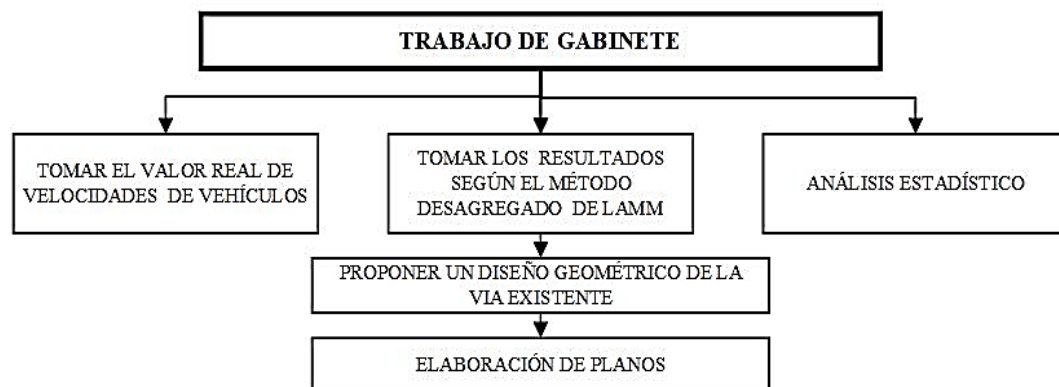 TRABAJO DE GABINETE
TOMAR EL VALOR REAL DE
VELOCIDADES DE VEHÍCULOS
TOMAR LOS RESULTADOS
SEGÚN EL MÉTODO
DESAGREGADO DE LAMM
ANÁLISIS ESTADÍSTICO
PROPONER UN DISEÑO GEOMÉTRICO DE LA
VIA EXISTENTE
ELABORACIÓN DE PLANOS